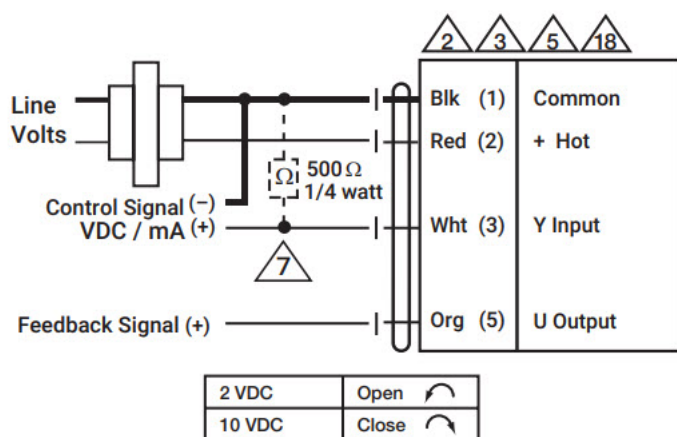 2 3 5 18
Line Volts
Blk (1) Common
Red (2) + Hot
Ω 500 Ω
1/4 watt
Control Signal (–)
VDC / mA (+)
Wht (3) Y Input
7
Feedback Signal (+)
Org (5) U Output
2 VDC Open
10 VDC Close